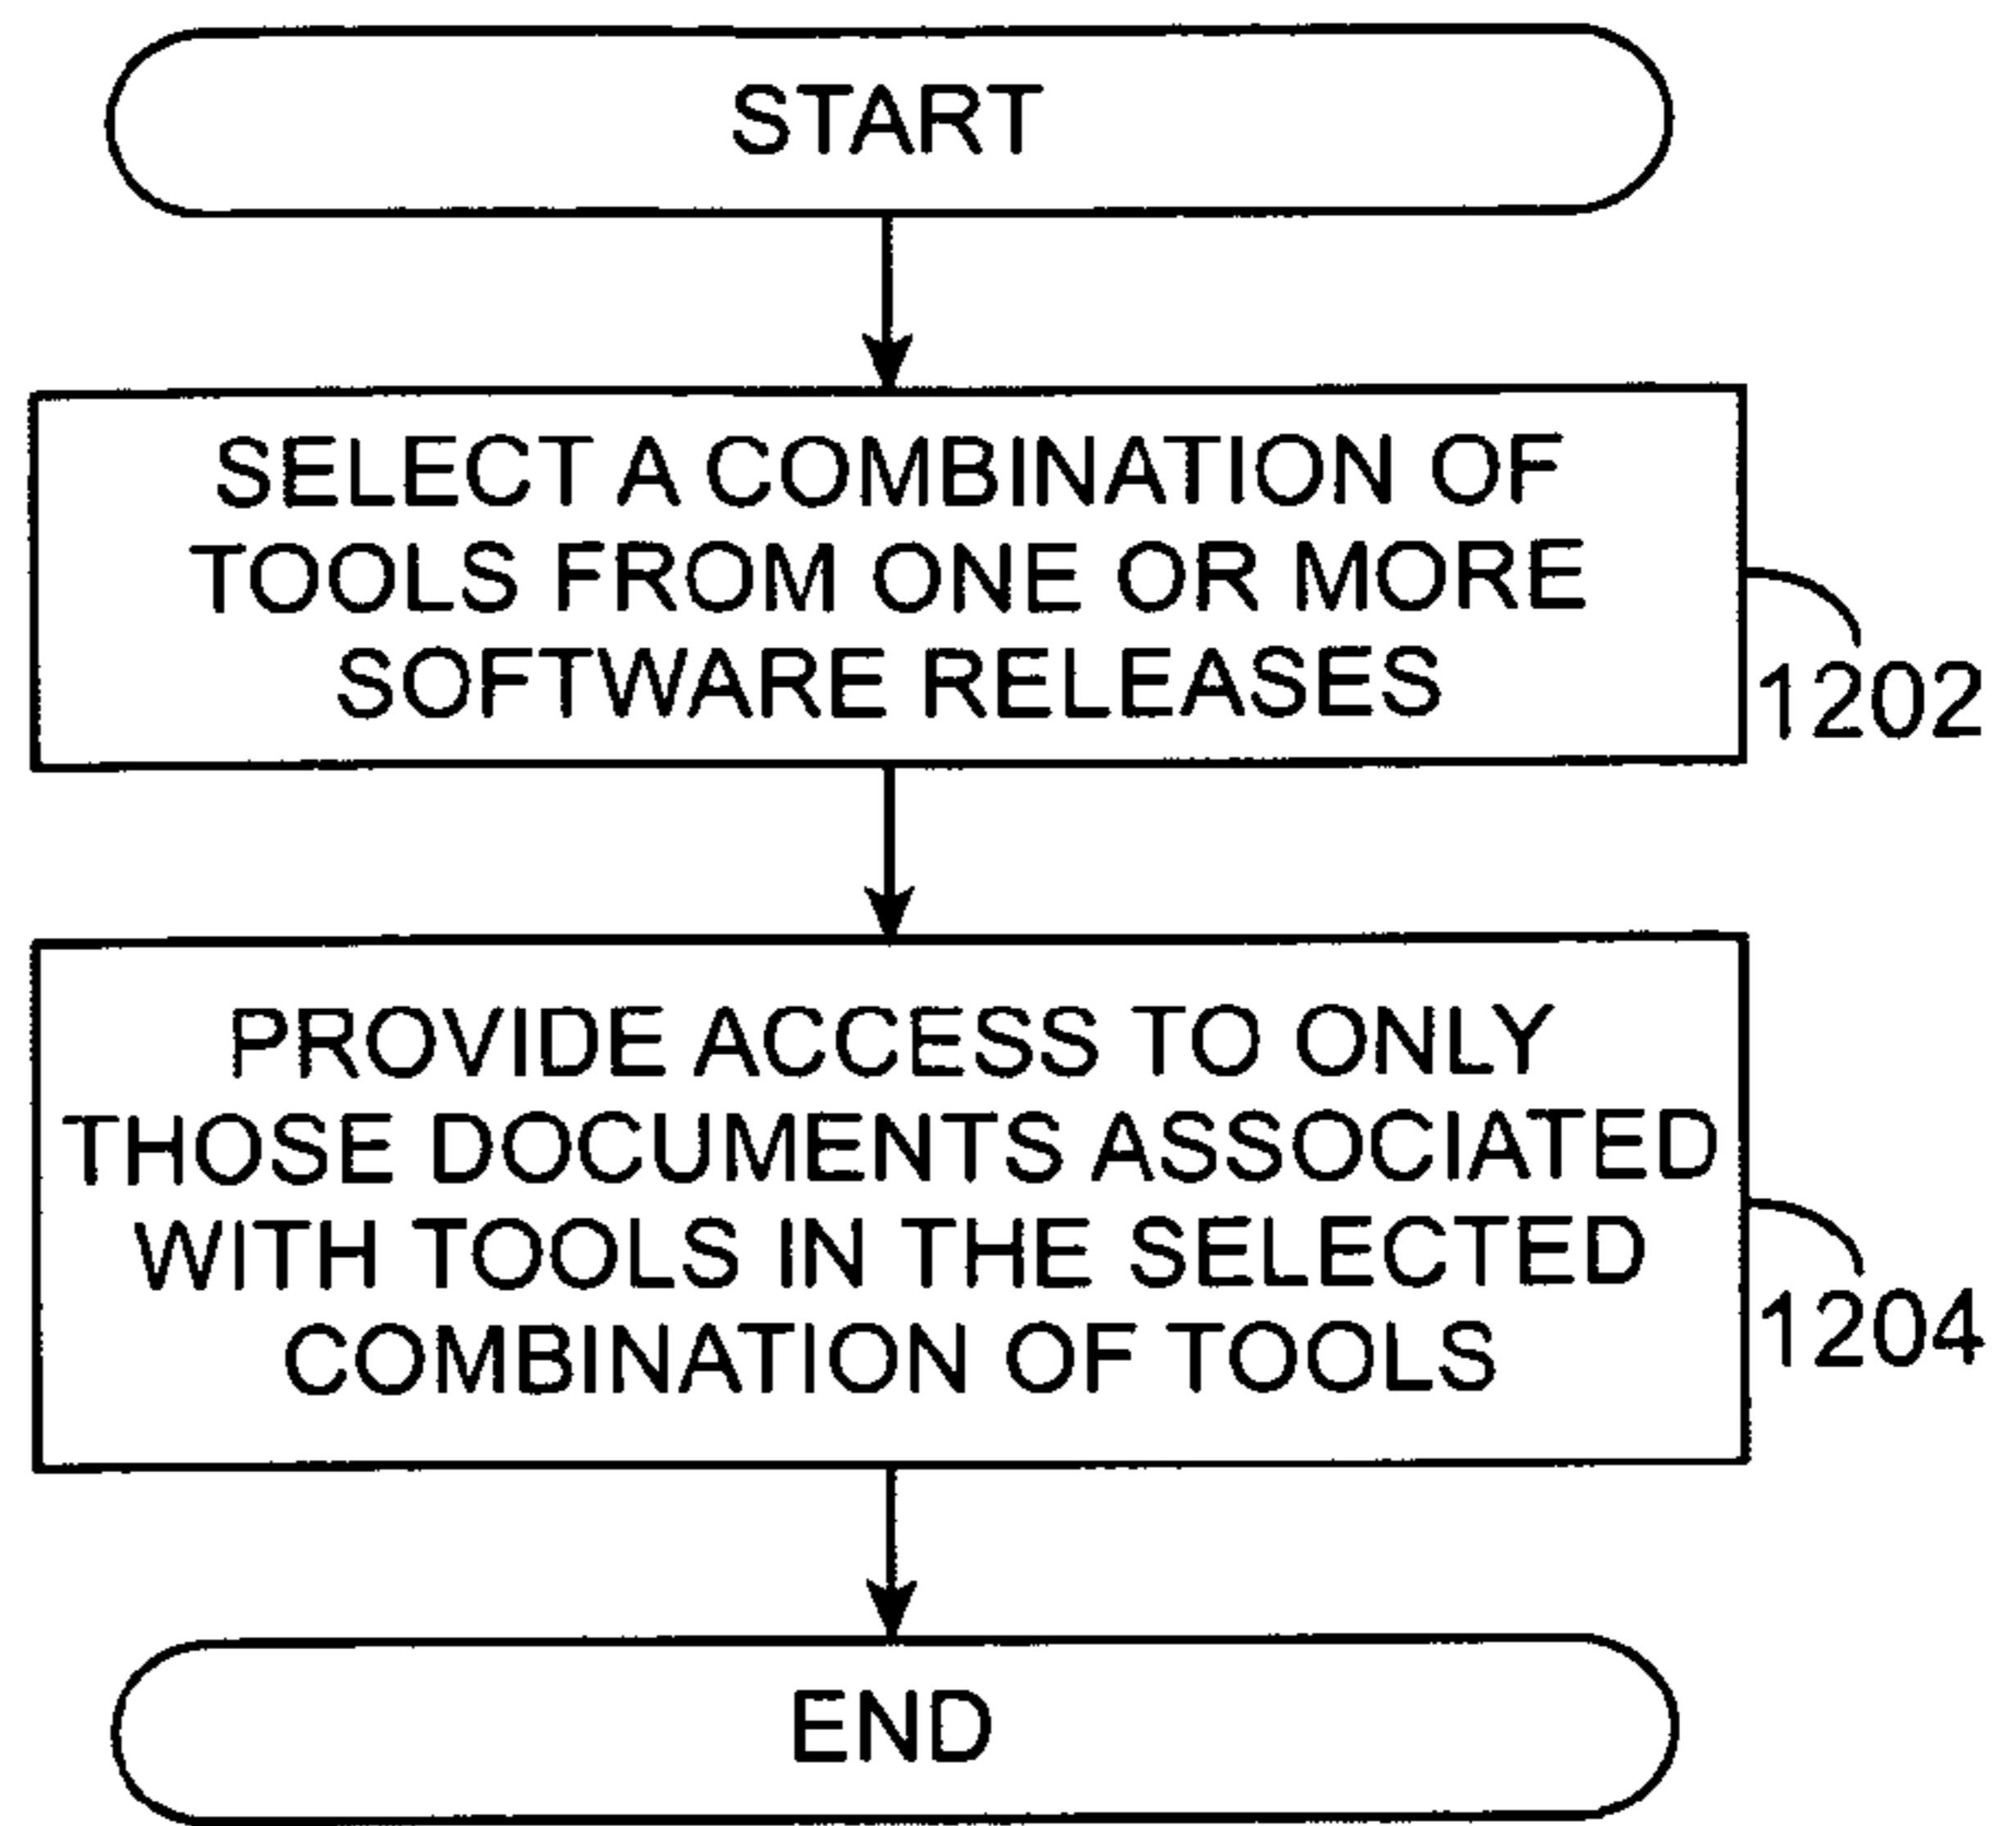 START
SELECT A COMBINATION OF
TOOLS FROM ONE OR MORE
SOFTWARE RELEASES
1202
PROVIDE ACCESS TO ONLY
THOSE DOCUMENTS ASSOCIATED
WITH TOOLS IN THE SELECTED
COMBINATION OF TOOLS
1204
END